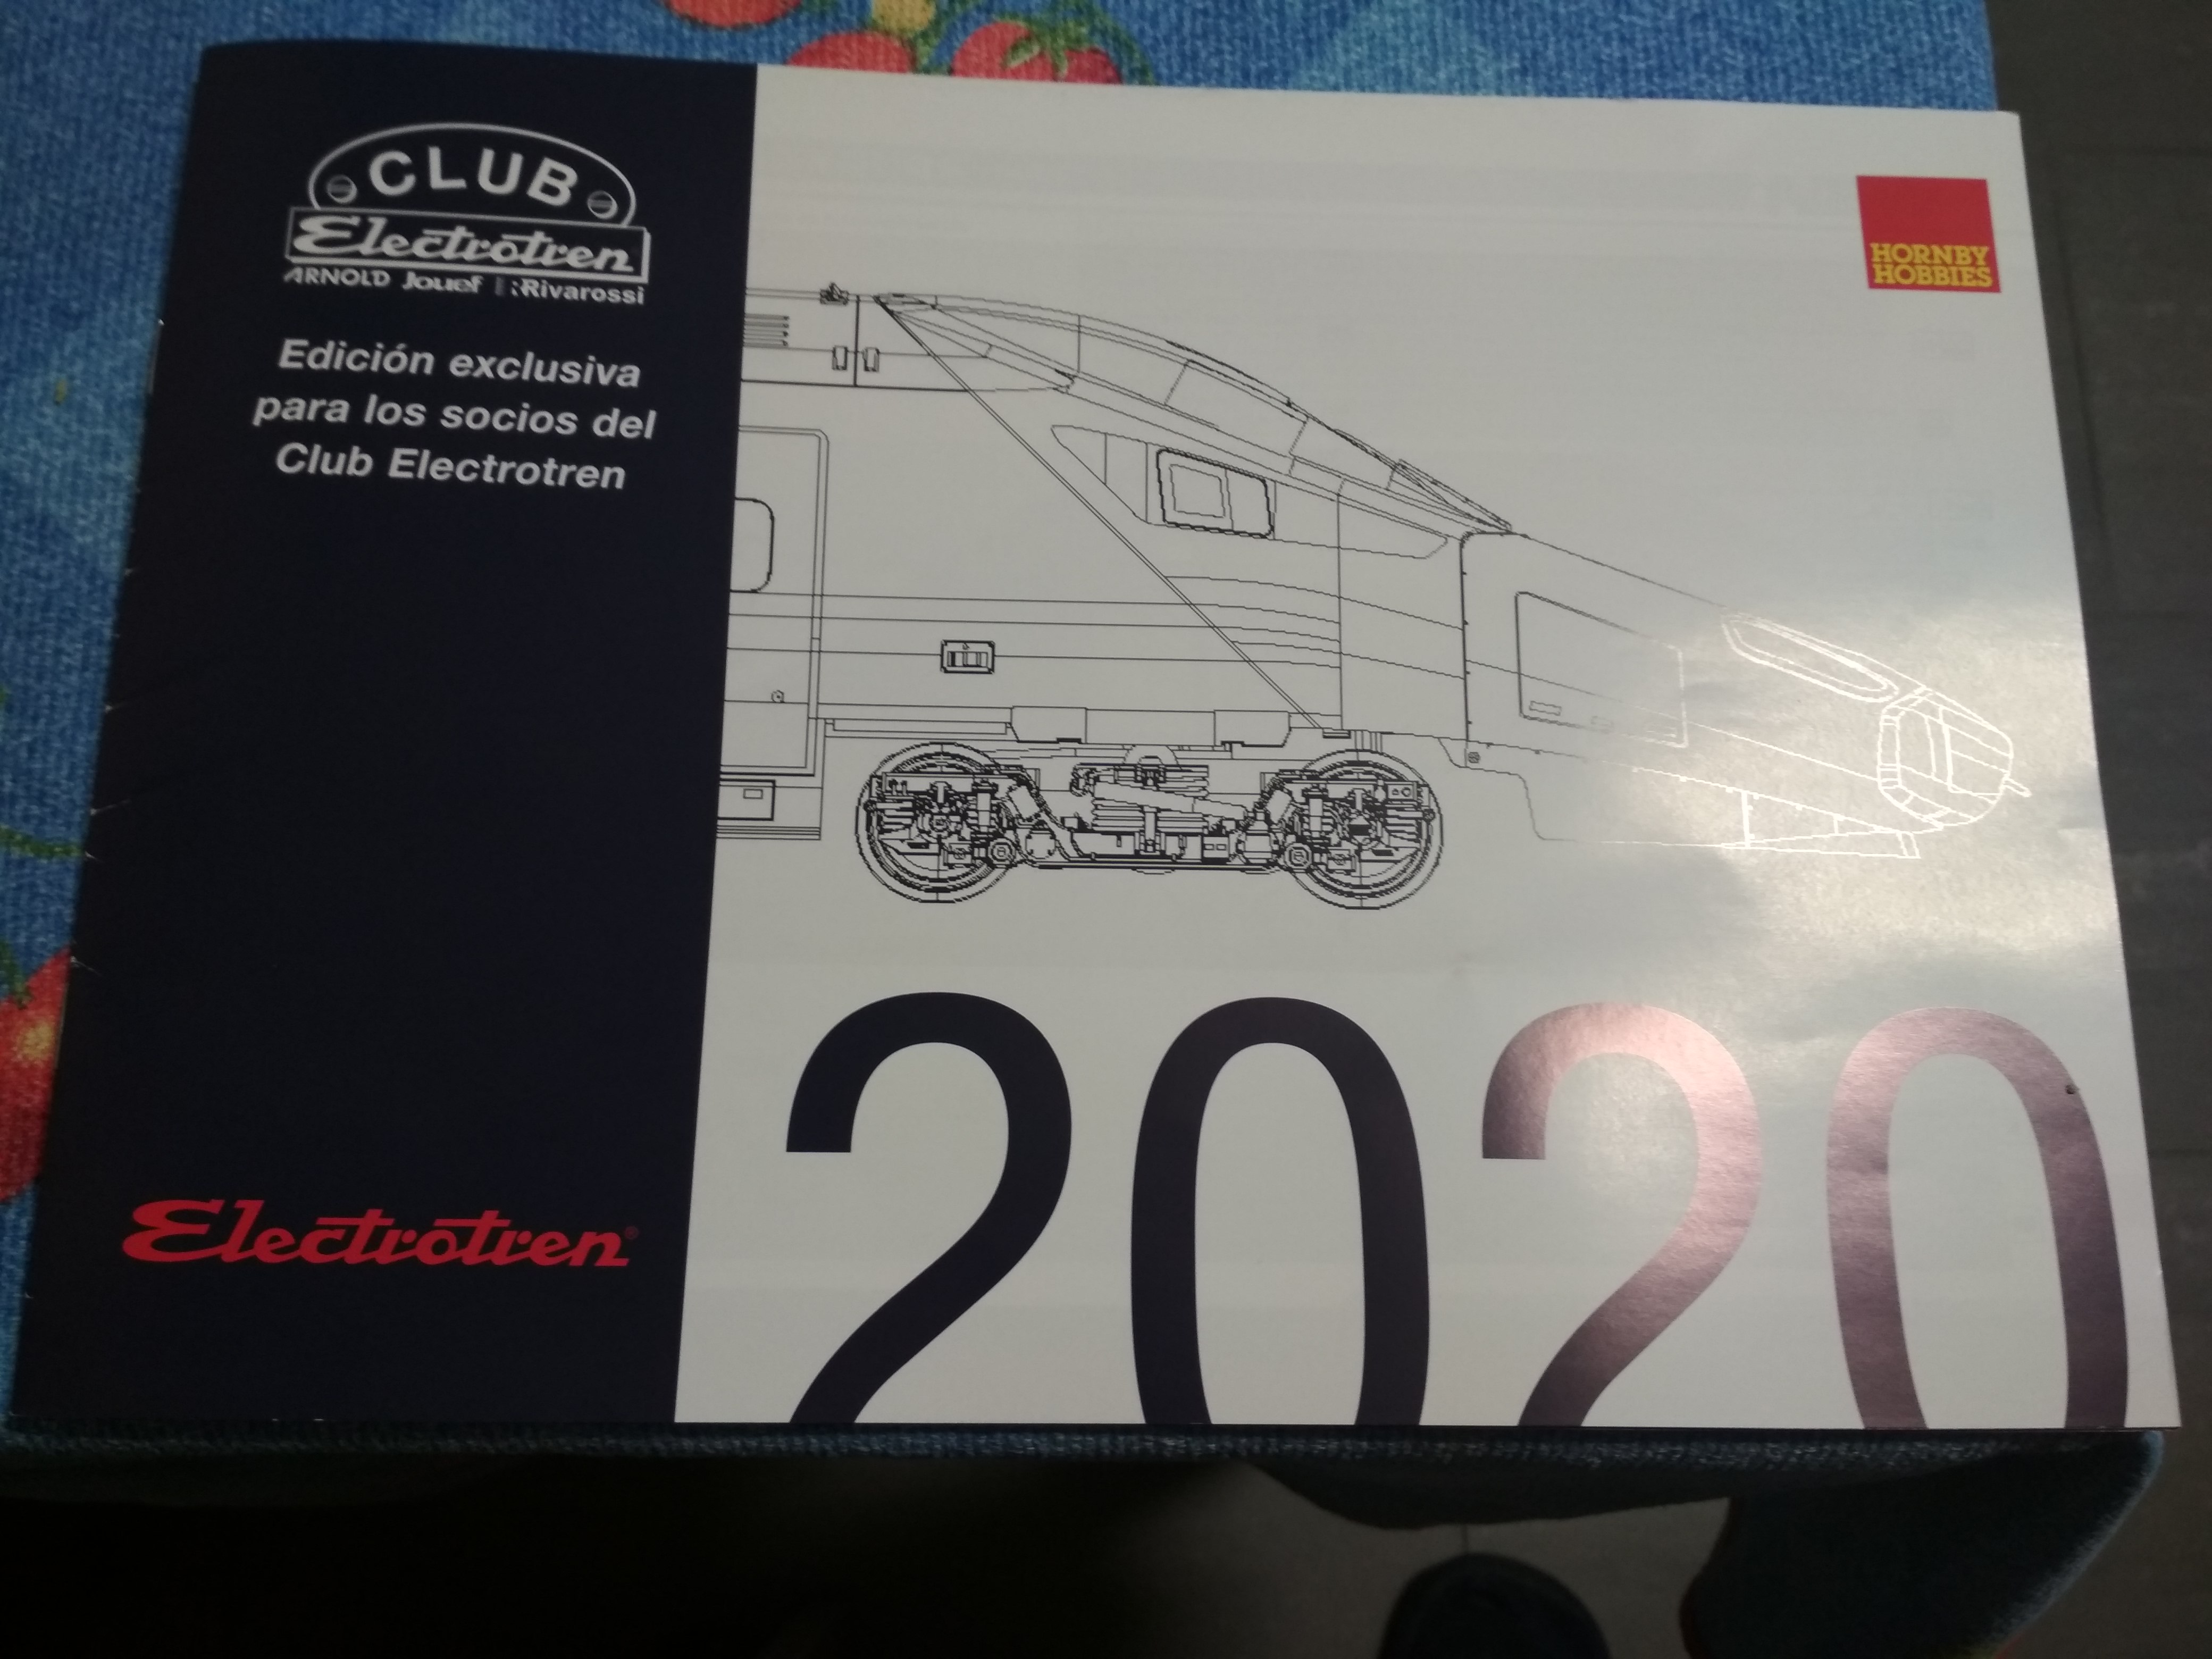 CLUB
Electrotren
ARNOLD Jouef Rivarossi
Edición exclusiva
para los socios del
Club Electrotren
HORNBY
HOBBIES
2020
Electrotren®